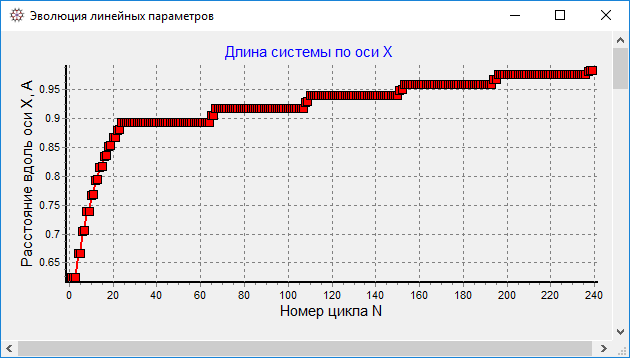 Эволюция линейных параметров
Длина системы по оси X
Расстояние вдоль оси X, А
0.95
0.9
0.85
0.8
0.75
0.7
0.65
0 20 40 60 80 100 120 140 160 180 200 220 240
Номер цикла N